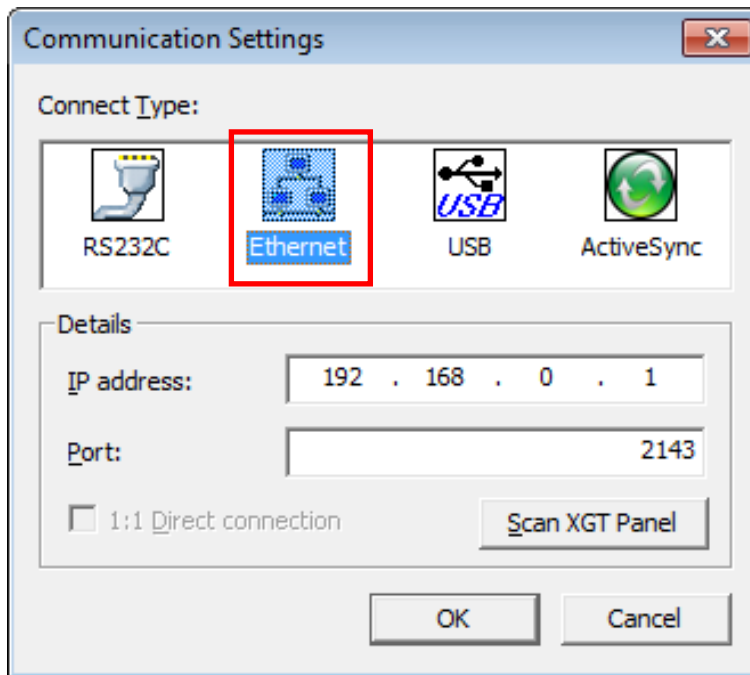 Communication Settings
Connect Type:
USB
RS232C Ethernet USB ActiveSync
Details
IP address: 192 . 168 . 0 . 1
Port: 2143
1:1 Direct connection Scan XGT Panel
OK Cancel